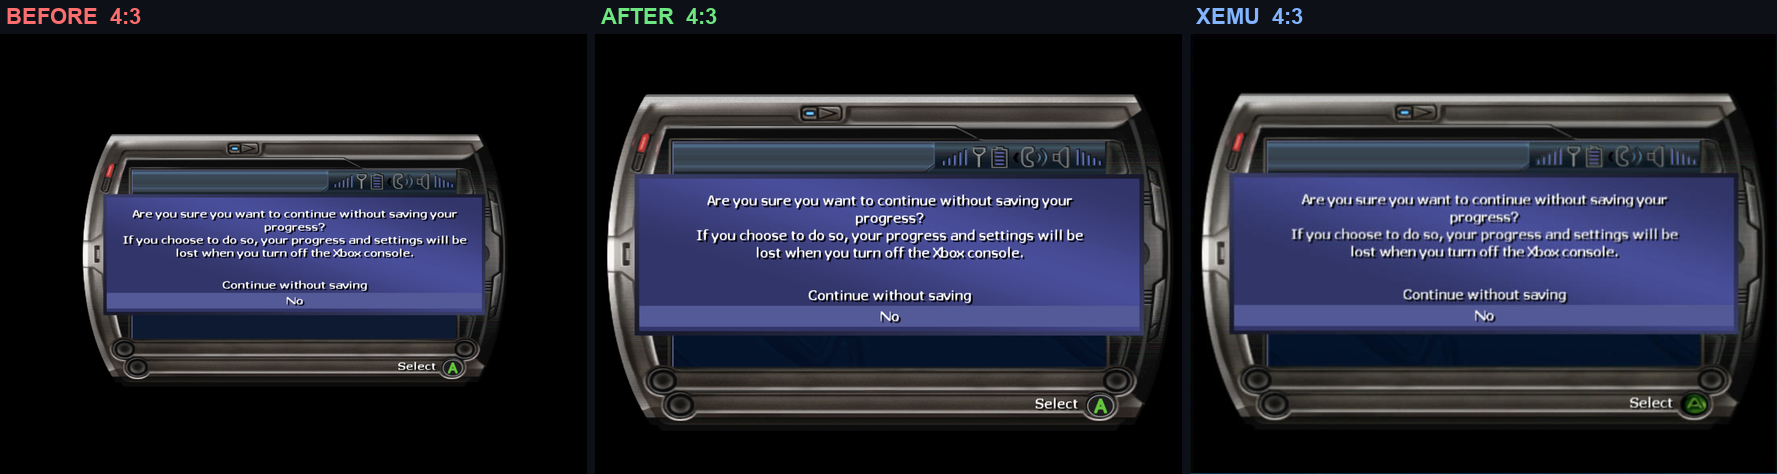 BEFORE 4:3
Are you sure you want to continue without saving your
progress?
If you choose to do so, your progress and settings will be
lost when you turn off the Xbox console.
Continue without saving
No
Select A
AFTER 4:3
Are you sure you want to continue without saving your
progress?
If you choose to do so, your progress and settings will be
lost when you turn off the Xbox console.
Continue without saving
No
Select A
XEMU 4:3
Are you sure you want to continue without saving your
progress?
If you choose to do so, your progress and settings will be
lost when you turn off the Xbox console.
Continue without saving
No
Select A